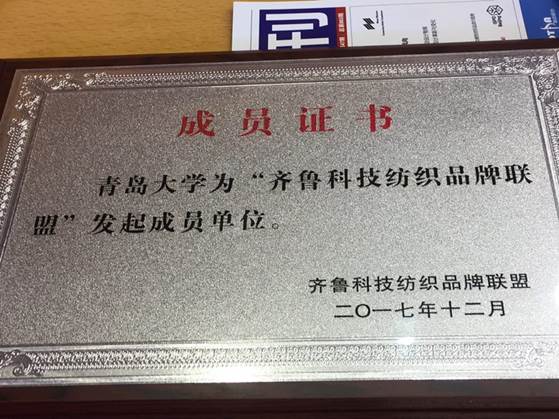 刊
成员证书
青岛大学为“齐鲁科技纺织品牌联
盟”发起成员单位。
齐鲁科技纺织品牌联盟
二〇一七年十二月